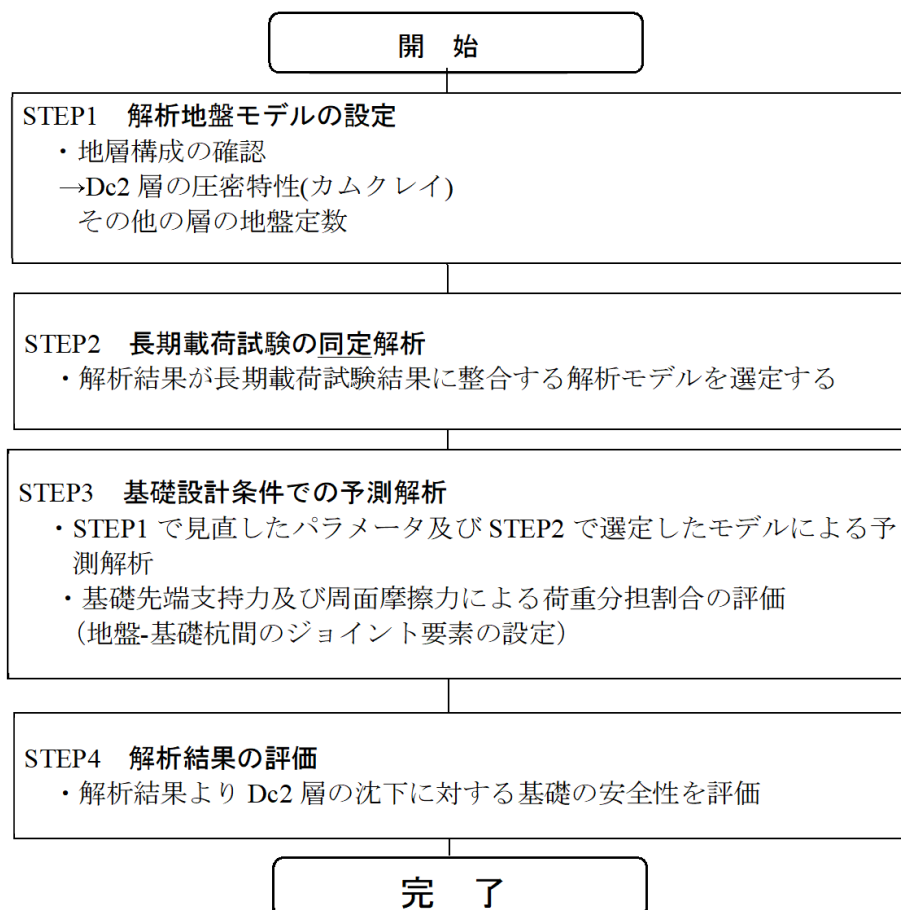 開　始
STEP1　解析地盤モデルの設定
・地層構成の確認
→Dc2 層の圧密特性(カムクレイ)
その他の層の地盤定数
STEP2　長期載荷試験の同定解析
・解析結果が長期載荷試験結果に整合する解析モデルを選定する
STEP3　基礎設計条件での予測解析
・STEP1 で見直したパラメータ及び STEP2 で選定したモデルによる予
測解析
・基礎先端支持力及び周面摩擦力による荷重分担割合の評価
（地盤-基礎杭間のジョイント要素の設定）
STEP4　解析結果の評価
・解析結果より Dc2 層の沈下に対する基礎の安全性を評価
完　了